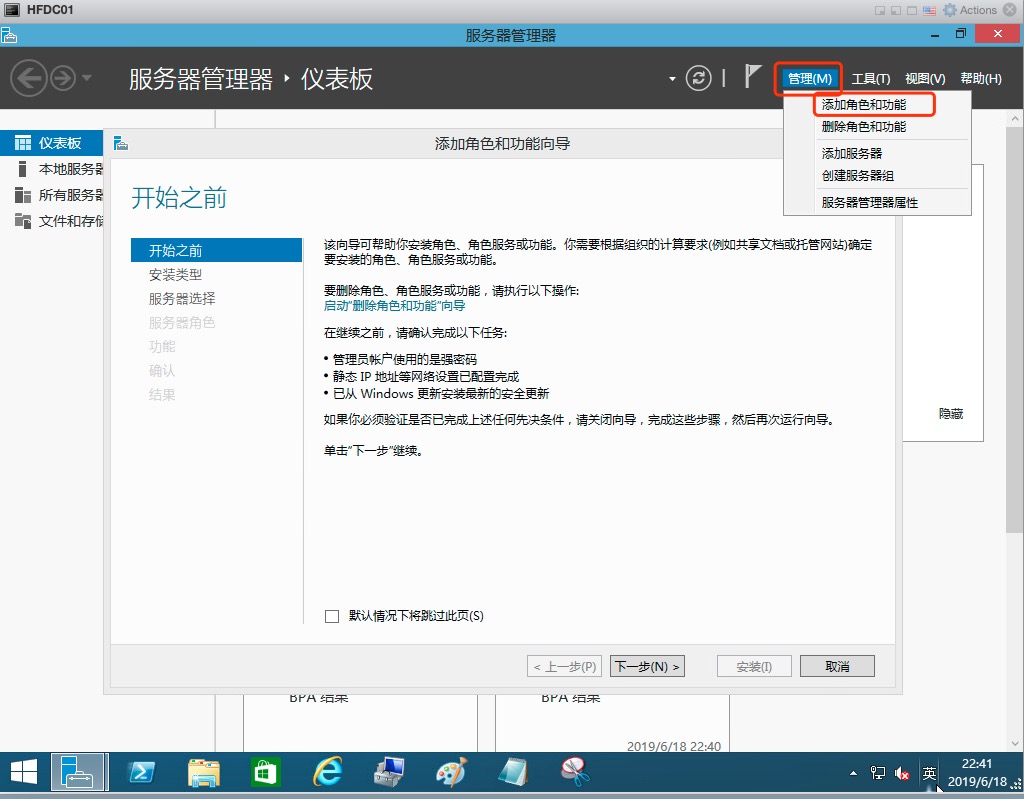 HFDC01
Actions
服务器管理器
服务器管理器 · 仪表板
管理(M)
工具(T)
视图(V)
帮助(H)
添加角色和功能
删除角色和功能
添加服务器
创建服务器组
服务器管理器属性
仪表板
本地服务器
所有服务器
文件和存储
添加角色和功能向导
开始之前
开始之前
安装类型
服务器选择
服务器角色
功能
确认
结果
该向导可帮助你安装角色、角色服务或功能。你需要根据组织的计算要求(例如共享文档或托管网站)确定
要安装的角色、角色服务或功能。
要删除角色、角色服务或功能，请执行以下操作:
启动"删除角色和功能"向导
在继续之前，请确认完成以下任务:
• 管理员帐户使用的是强密码
• 静态 IP 地址等网络设置已配置完成
• 已从 Windows 更新安装最新的安全更新
如果你必须验证是否已完成上述任何先决条件，请关闭向导，完成这些步骤，然后再次运行向导。
单击"下一步"继续。
隐藏
默认情况下将跳过此页(S)
< 上一步(P)
下一步(N) >
安装(I)
取消
BPA 结果
BPA 结果
2019/6/18 22:40
英
22:41
2019/6/18